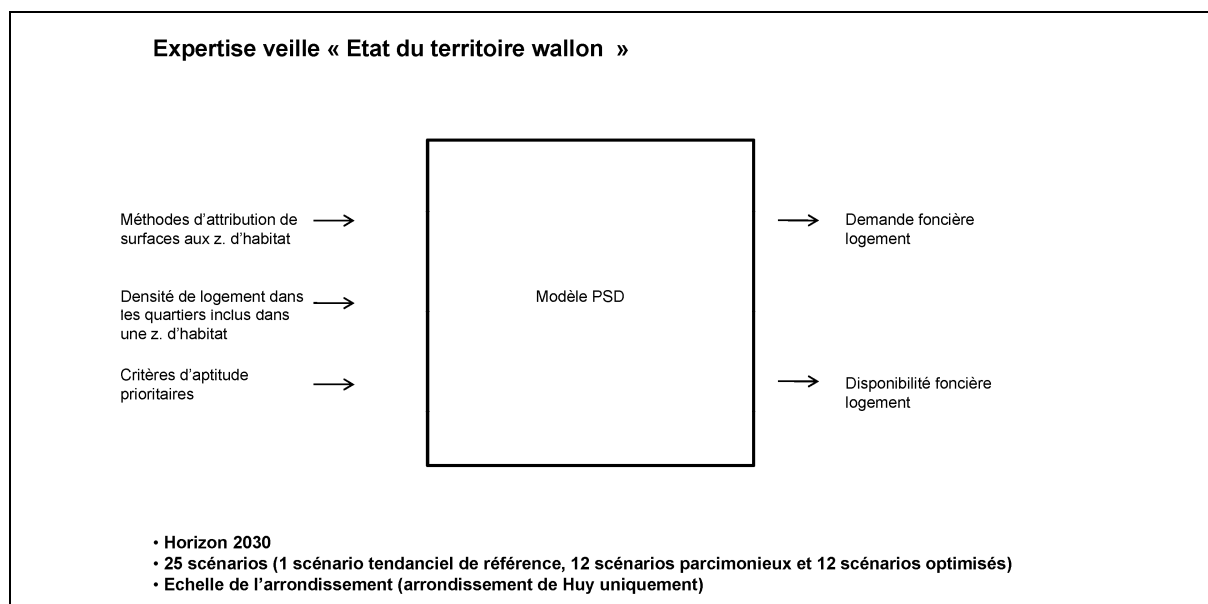 Expertise veille « Etat du territoire wallon  »
Méthodes d'attribution de
surfaces aux z. d'habitat
Densité de logement dans
les quartiers inclus dans
une z. d'habitat
Critères d'aptitude
prioritaires
Modèle PSD
Demande foncière
logement
Disponibilité foncière
logement
• Horizon 2030
• 25 scénarios (1 scénario tendanciel de référence, 12 scénarios parcimonieux et 12 scénarios optimisés)
• Echelle de l'arrondissement (arrondissement de Huy uniquement)